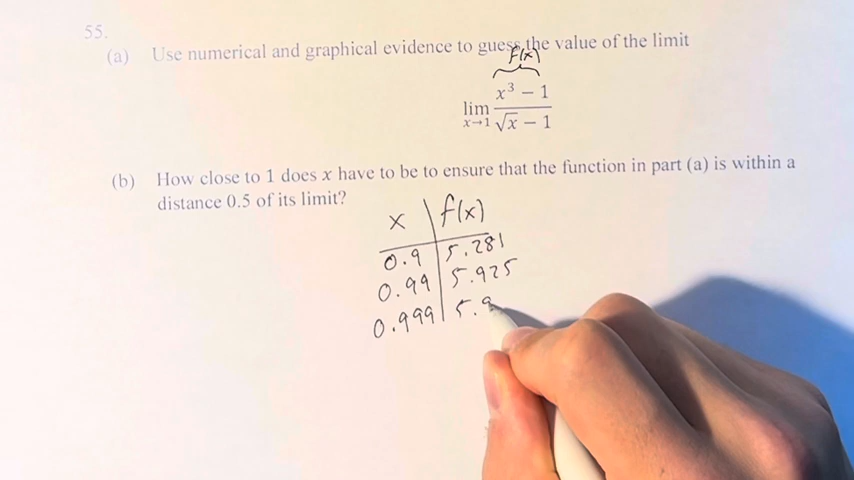 55.
(a) Use numerical and graphical evidence to guess the value of the limit
f(x)
lim x→1 x³ − 1 / √x − 1
(b) How close to 1 does x have to be to ensure that the function in part (a) is within a
distance 0.5 of its limit?
x f(x)
0.9 5.281
0.99 5.925
0.999 5.9